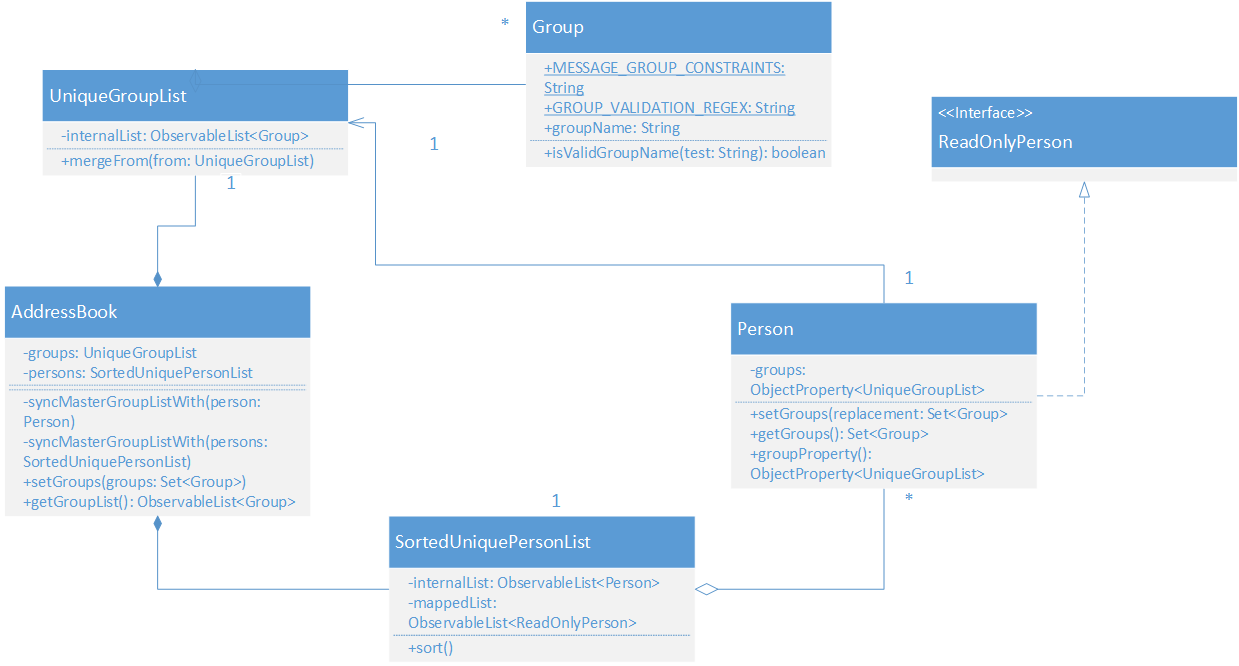 *
Group
+MESSAGE_GROUP_CONSTRAINTS:
String
+GROUP_VALIDATION_REGEX: String
+groupName: String
+isValidGroupName(test: String): boolean
UniqueGroupList
-internalList: ObservableList<Group>
+mergeFrom(from: UniqueGroupList)
1
1
<<Interface>>
ReadOnlyPerson
1
AddressBook
-groups: UniqueGroupList
-persons: SortedUniquePersonList
-syncMasterGroupListWith(person:
Person)
-syncMasterGroupListWith(persons:
SortedUniquePersonList)
+setGroups(groups: Set<Group>)
+getGroupList(): ObservableList<Group>
Person
-groups:
ObjectProperty<UniqueGroupList>
+setGroups(replacement: Set<Group>
+getGroups(): Set<Group>
+groupProperty():
ObjectProperty<UniqueGroupList>
*
1
SortedUniquePersonList
-internalList: ObservableList<Person>
-mappedList:
ObservableList<ReadOnlyPerson>
+sort()